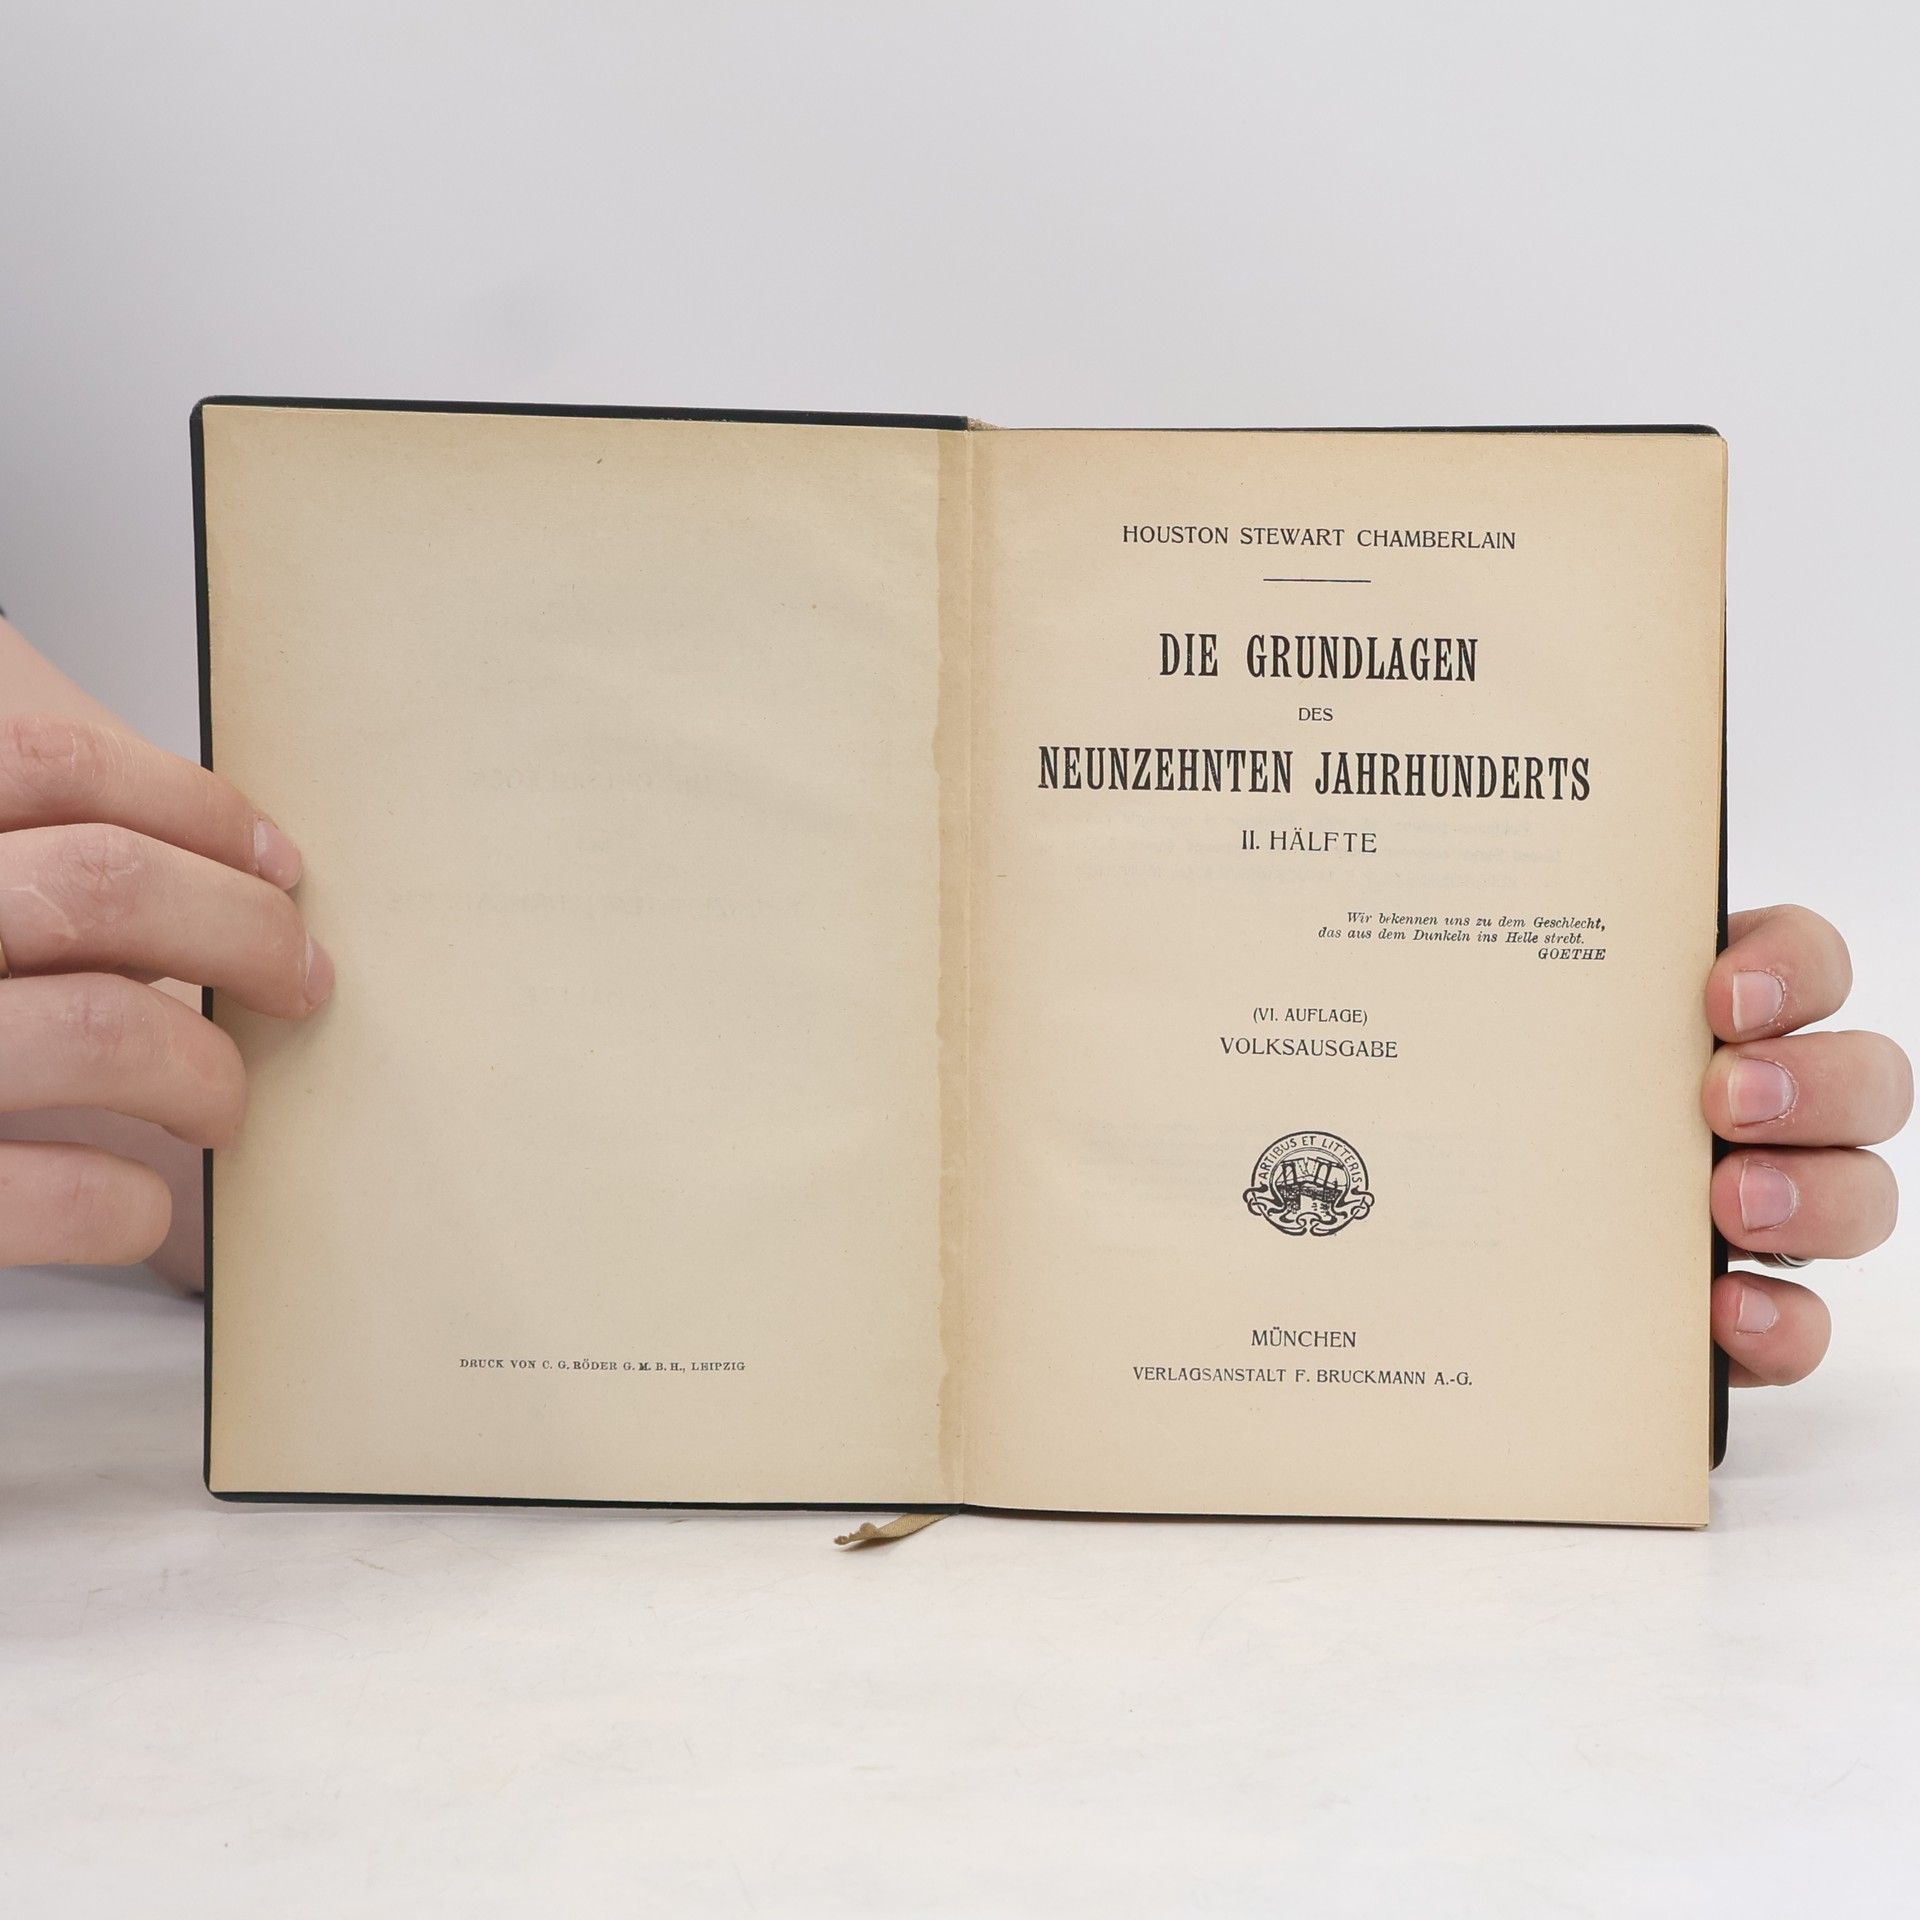 DRUCK VON C. G. RÖDER G. M. B. H., LEIPZIG
HOUSTON STEWART CHAMBERLAIN
DIE GRUNDLAGEN
DES
NEUNZEHNTEN JAHRHUNDERTS
II. HÄLFTE
Wir bekennen uns zu dem Geschlecht,
das aus dem Dunkeln ins Helle strebt.
GOETHE
(VI. AUFLAGE)
VOLKSAUSGABE
ARTIBUS ET LITTERIS
MÜNCHEN
VERLAGSANSTALT F. BRUCKMANN A.-G.